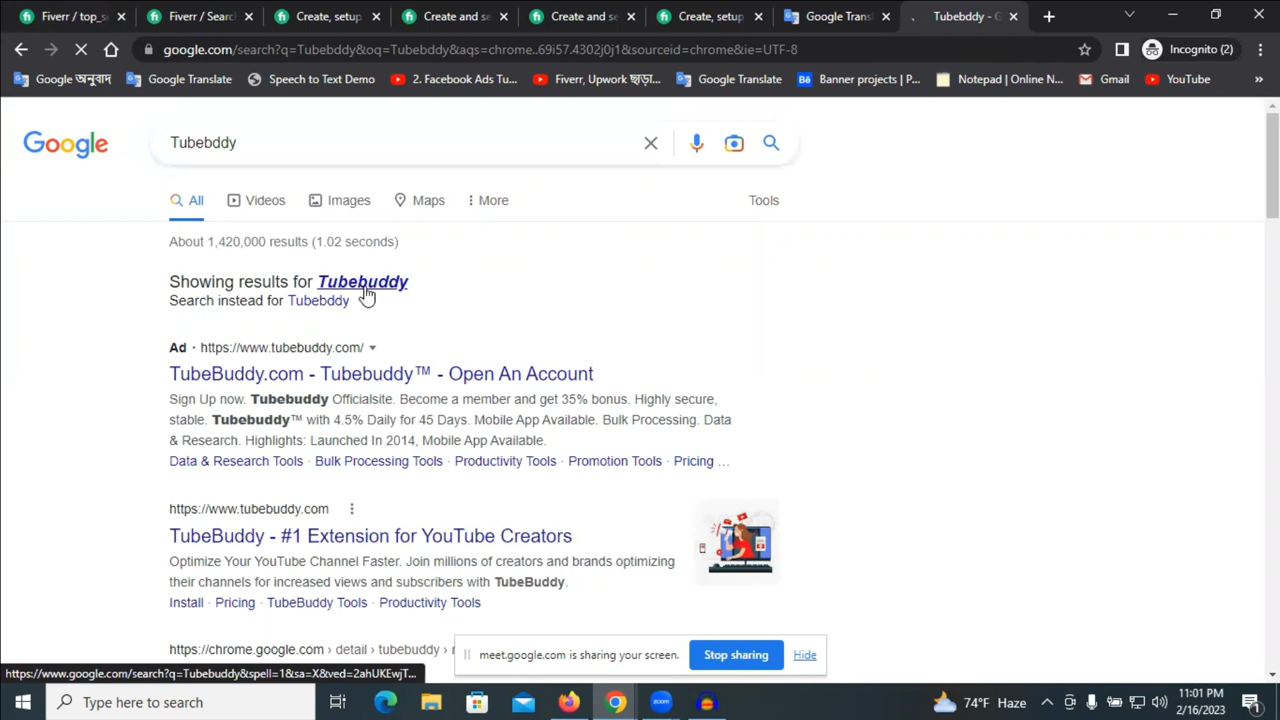 Fiverr / top_s
Fiverr / Search
Create, setup
Create and se
Create and se
Create, setup
Google Transl
Tubebddy - G
google.com/search?q=Tubebddy&oq=Tubebddy&aqs=chrome..69i57.4302j0j1&sourceid=chrome&ie=UTF-8
Incognito (2)
Google অনুবাদ
Google Translate
Speech to Text Demo
2. Facebook Ads Tu...
Fiverr, Upwork ছাড়া...
Google Translate
Bē Banner projects | P...
Notepad | Online N...
Gmail
YouTube
»
Google
Tubebddy
All
Videos
Images
Maps
More
Tools
About 1,420,000 results (1.02 seconds)
Showing results for Tubebuddy
Search instead for Tubebddy
Ad · https://www.tubebuddy.com/
TubeBuddy.com - Tubebuddy™ - Open An Account
Sign Up now. Tubebuddy Officialsite. Become a member and get 35% bonus. Highly secure,
stable. Tubebuddy™ with 4.5% Daily for 45 Days. Mobile App Available. Bulk Processing. Data
& Research. Highlights: Launched In 2014, Mobile App Available.
Data & Research Tools · Bulk Processing Tools · Productivity Tools · Promotion Tools · Pricing ...
https://www.tubebuddy.com
TubeBuddy - #1 Extension for YouTube Creators
Optimize Your YouTube Channel Faster. Join millions of creators and brands optimizing
their channels for increased views and subscribers with TubeBuddy.
Install · Pricing · TubeBuddy Tools · Productivity Tools
https://chrome.google.com › detail › tubebuddy ›
meet.google.com is sharing your screen.
Stop sharing
Hide
https://www.google.com/search?q=Tubebuddy&spell=1&sa=X&ved=2ahUKEwjT...
Type here to search
zoom
74°F Haze
11:01 PM
2/16/2023
1